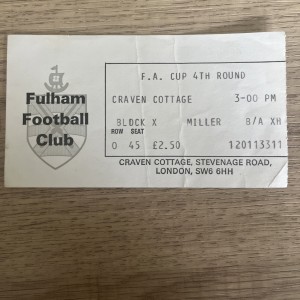 F.A. CUP 4TH ROUND
Fulham
Football
Club
CRAVEN COTTAGE 3-00 PM
BLOCK X MILLER B/A XH
ROW SEAT
O 45 £2.50 120113311
CRAVEN COTTAGE, STEVENAGE ROAD,
LONDON, SW6 6HH